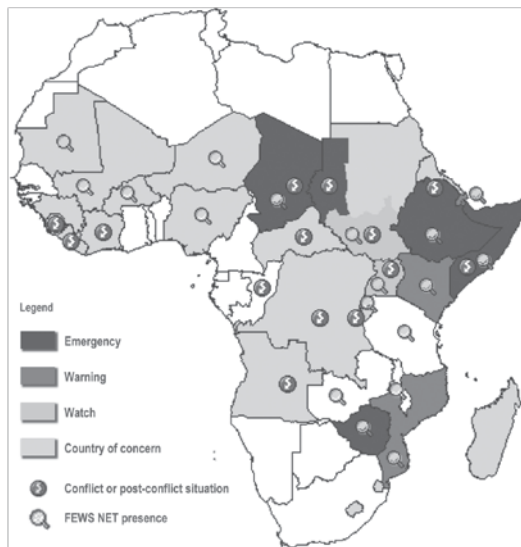 Legend
Emergency
Warning
Watch
Country of concern
Conflict or post-conflict situation
FEWS NET presence